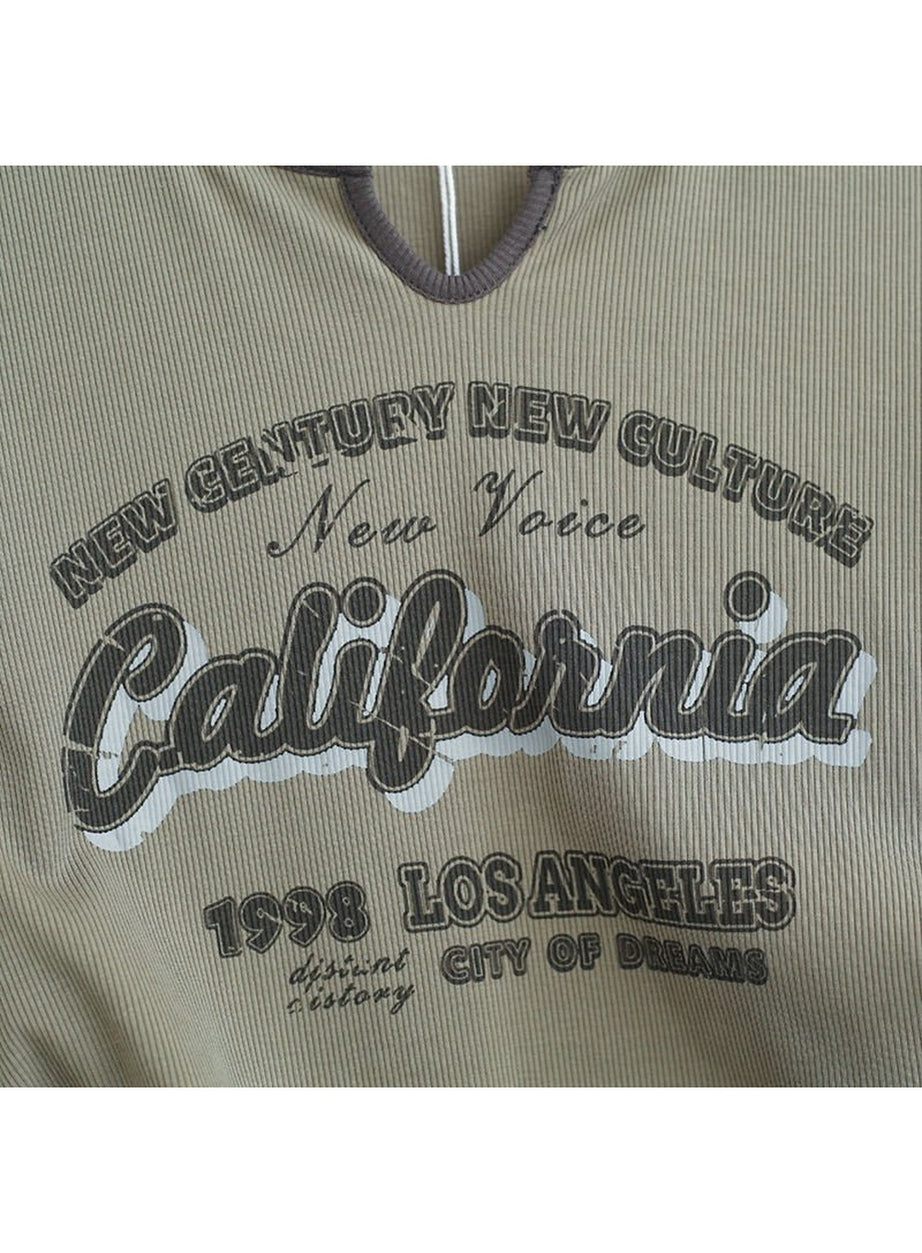 NEW CENTURY NEW CULTURE
New Voice
California
1998 LOS ANGELES
CITY OF DREAMS